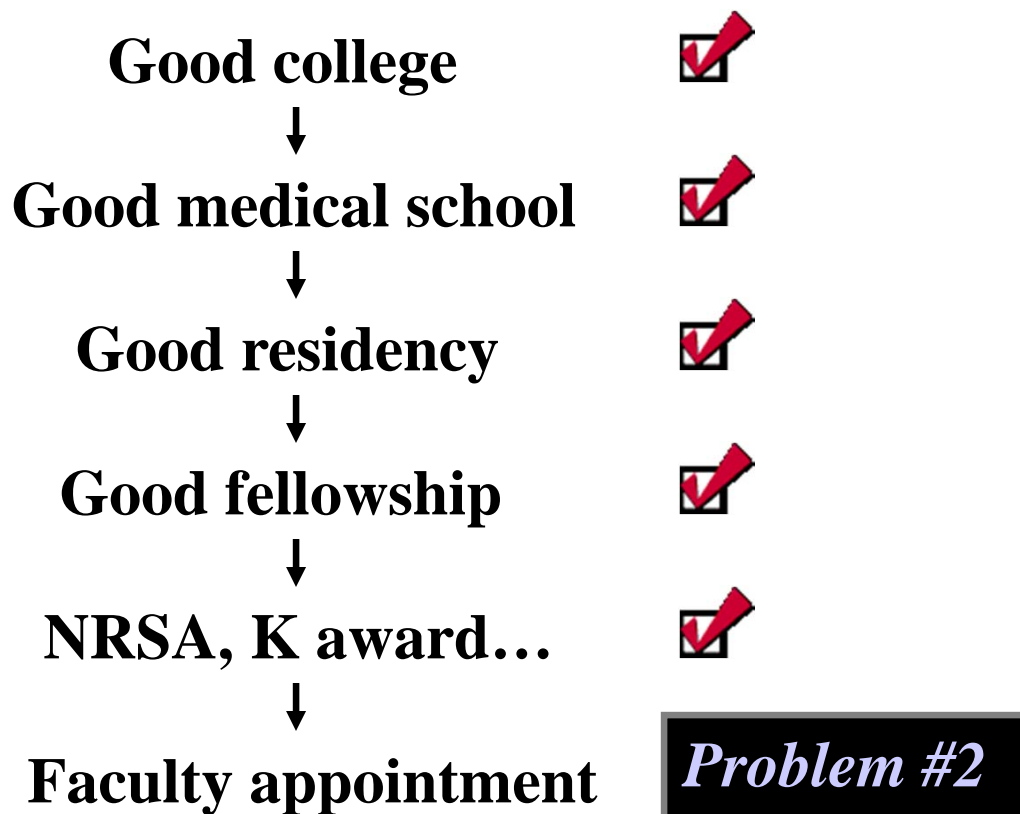 Good college
Good medical school
Good residency
Good fellowship
NRSA, K award…
Faculty appointment
Problem #2